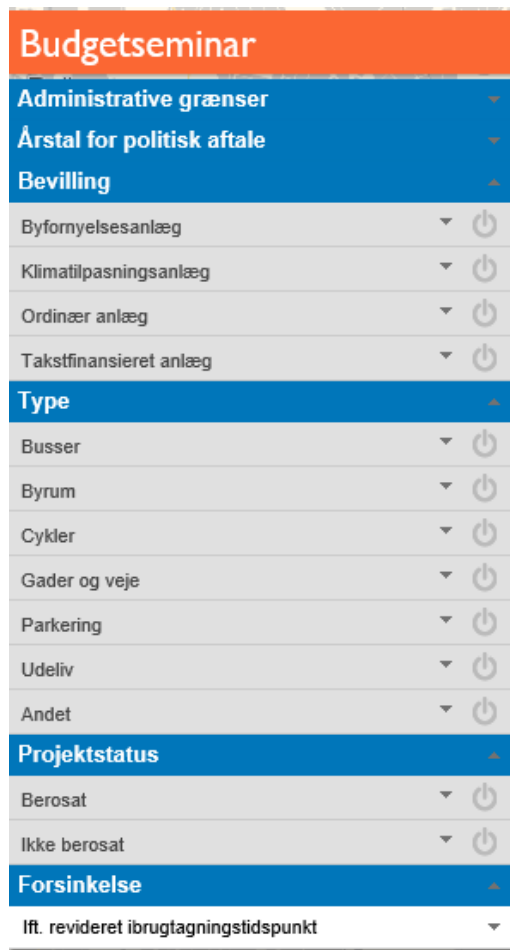 Budgetseminar
Administrative grænser
Årstal for politisk aftale
Bevilling
Byfornyelsesanlæg
Klimatilpasningsanlæg
Ordinær anlæg
Takstfinansieret anlæg
Type
Busser
Byrum
Cykler
Gader og veje
Parkering
Udeliv
Andet
Projektstatus
Berosat
Ikke berosat
Forsinkelse
Ift. revideret ibrugtagningstidspunkt